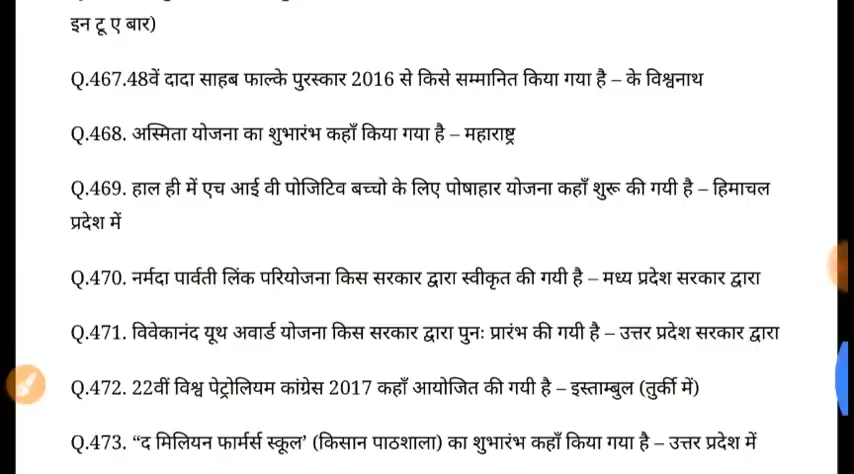 इन टू ए बार)
Q.467.48वें दादा साहब फाल्के पुरस्कार 2016 से किसे सम्मानित किया गया है – के विश्वनाथ
Q.468. अस्मिता योजना का शुभारंभ कहाँ किया गया है – महाराष्ट्र
Q.469. हाल ही में एच आई वी पोजिटिव बच्चो के लिए पोषाहार योजना कहाँ शुरू की गयी है – हिमाचल
प्रदेश में
Q.470. नर्मदा पार्वती लिंक परियोजना किस सरकार द्वारा स्वीकृत की गयी है – मध्य प्रदेश सरकार द्वारा
Q.471. विवेकानंद यूथ अवार्ड योजना किस सरकार द्वारा पुनः प्रारंभ की गयी है – उत्तर प्रदेश सरकार द्वारा
Q.472. 22वीं विश्व पेट्रोलियम कांग्रेस 2017 कहाँ आयोजित की गयी है – इस्ताम्बुल (तुर्की में)
Q.473. “द मिलियन फार्मर्स स्कूल’ (किसान पाठशाला) का शुभारंभ कहाँ किया गया है – उत्तर प्रदेश में